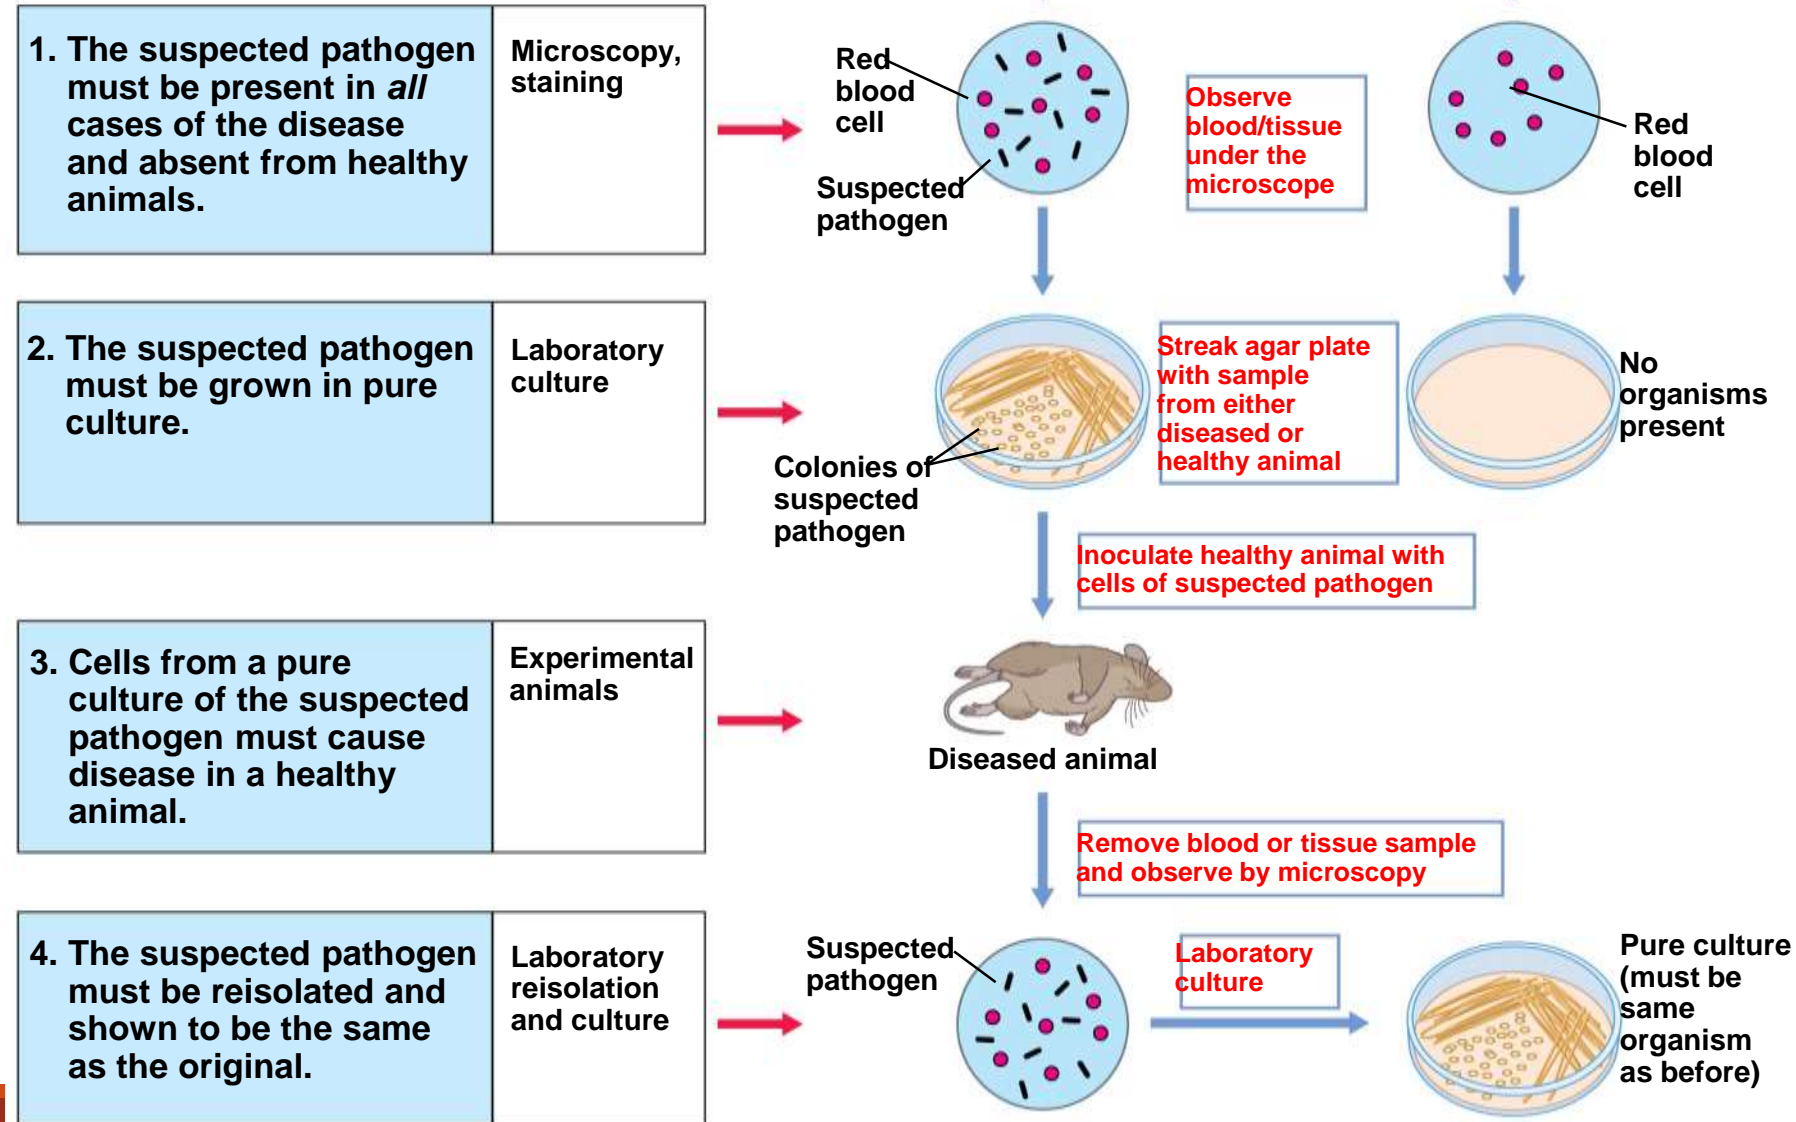 1. The suspected pathogen
must be present in all
cases of the disease
and absent from healthy
animals.
Microscopy,
staining
Red
blood
cell
Suspected
pathogen
Observe
blood/tissue
under the
microscope
Red
blood
cell
2. The suspected pathogen
must be grown in pure
culture.
Laboratory
culture
Colonies of
suspected
pathogen
Streak agar plate
with sample
from either
diseased or
healthy animal
No
organisms
present
Inoculate healthy animal with
cells of suspected pathogen
3. Cells from a pure
culture of the suspected
pathogen must cause
disease in a healthy
animal.
Experimental
animals
Diseased animal
Remove blood or tissue sample
and observe by microscopy
4. The suspected pathogen
must be reisolated and
shown to be the same
as the original.
Laboratory
reisolation
and culture
Suspected
pathogen
Laboratory
culture
Pure culture
(must be
same
organism
as before)